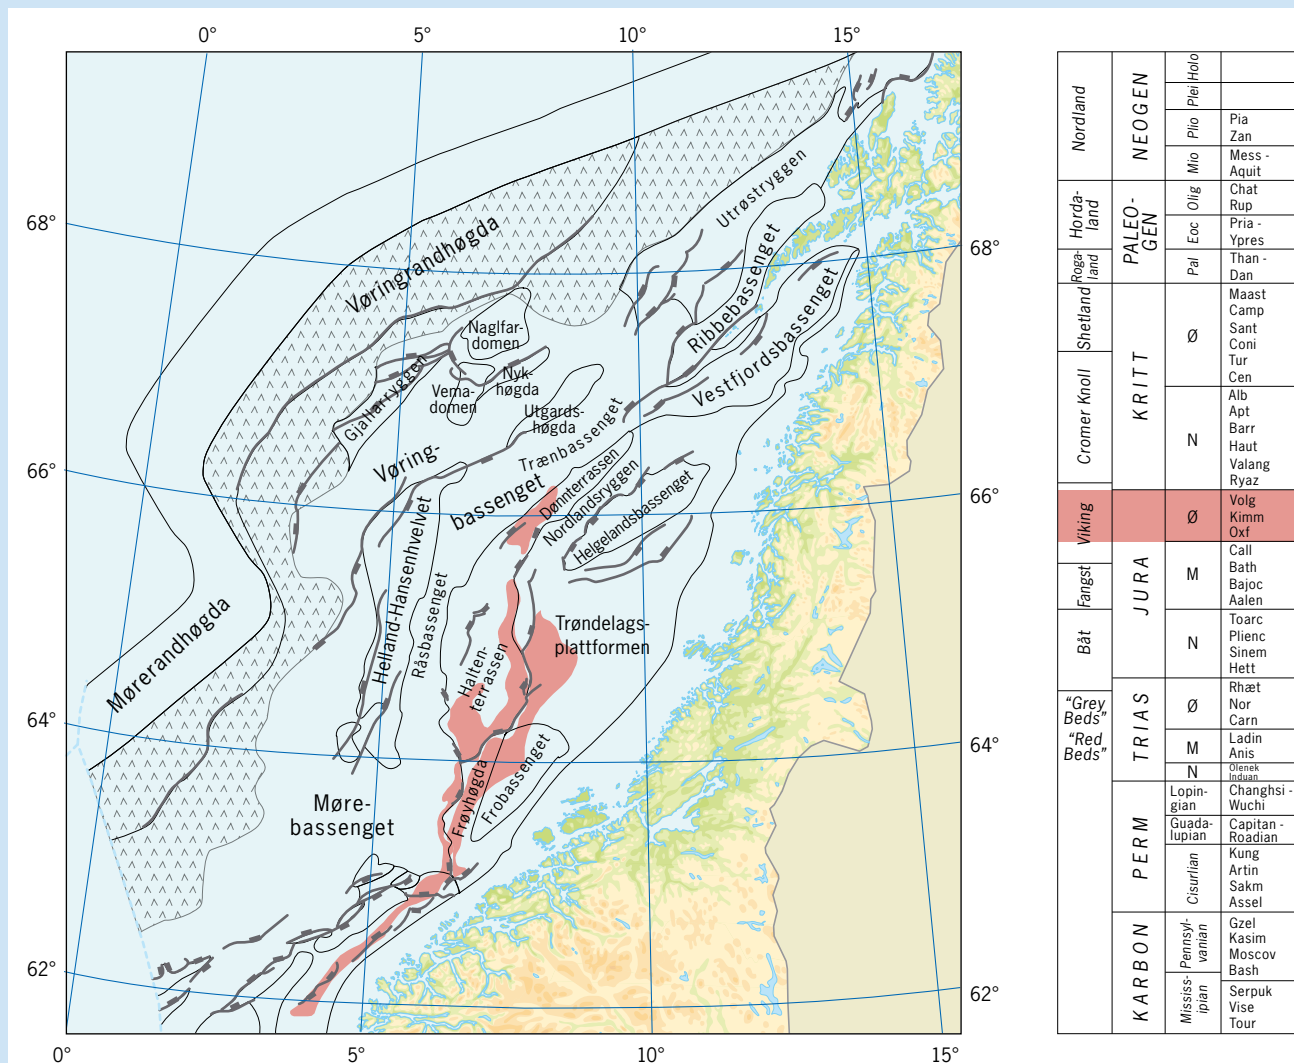 0°
5°
10°
15°
68°
66°
64°
62°
68°
66°
64°
62°
0°
5°
10°
15°
Utrøstryggen
Vøringrandhøgda
Ribbebassenget
Vestfjordsbassenget
Naglfar-
domen
Nyk-
høgda
Vema-
domen
Gjallarryggen
Utgards-
høgda
Trænbassenget
Vøring-
bassenget
Dønnterrassen
Nordlandsryggen
Helgelandsbassenget
Helland-Hansenhvelvet
Råsbassenget
Mørerandhøgda
Halten-
terrassen
Trøndelags-
plattformen
Møre-
bassenget
Frøyhøgda
Frobassenget
Nordland
NEOGEN
Holo
Plei
Plio
Pia
Zan
Mio
Mess -
Aquit
Horda-
land
PALEO-
GEN
Olig
Chat
Rup
Eoc
Pria -
Ypres
Roga-
land
Pal
Than -
Dan
Shetland
KRITT
Ø
Maast
Camp
Sant
Coni
Tur
Cen
Cromer Knoll
N
Alb
Apt
Barr
Haut
Valang
Ryaz
Viking
JURA
Ø
Volg
Kimm
Oxf
Fangst
M
Call
Bath
Bajoc
Aalen
Båt
N
Toarc
Plienc
Sinem
Hett
"Grey
Beds"
"Red
Beds"
TRIAS
Ø
Rhæt
Nor
Carn
M
Ladin
Anis
N
Olenek
Induan
PERM
Lopin-
gian
Changhsi -
Wuchi
Guada-
lupian
Capitan -
Roadian
Cisurlian
Kung
Artin
Sakm
Assel
KARBON
Pennsyl-
vanian
Gzel
Kasim
Moscov
Bash
Mississ-
ipian
Serpuk
Vise
Tour